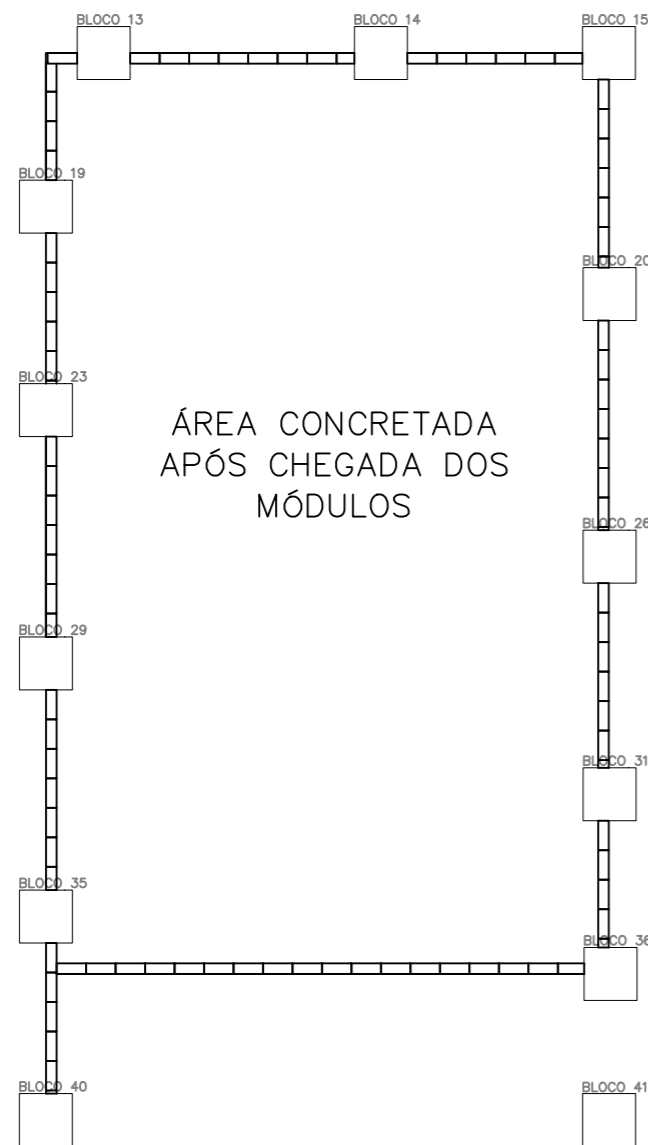 BLOCO 13
BLOCO 14
BLOCO 15
BLOCO 19
BLOCO 20
BLOCO 23
ÁREA CONCRETADA
APÓS CHEGADA DOS
MÓDULOS
BLOCO 26
BLOCO 29
BLOCO 31
BLOCO 35
BLOCO 36
BLOCO 40
BLOCO 41